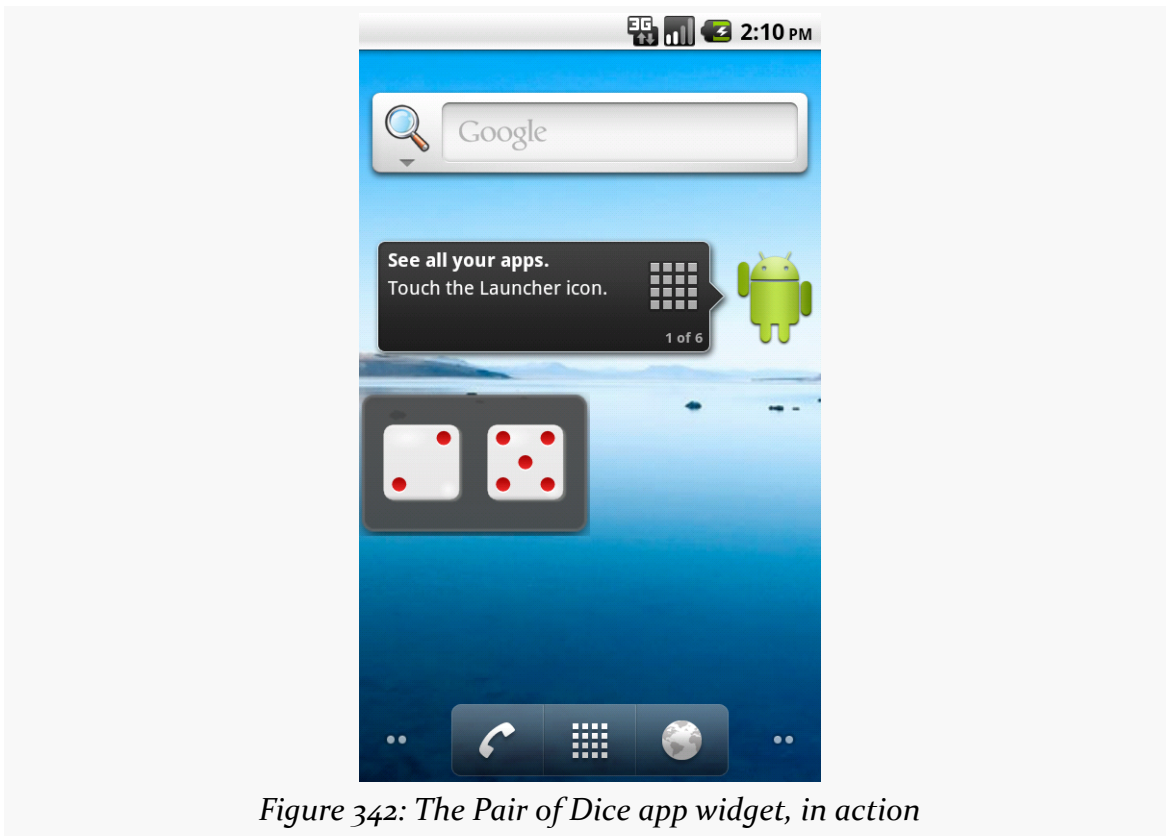 3G 2:10 PM
Google
See all your apps.
Touch the Launcher icon.
1 of 6
Figure 342: The Pair of Dice app widget, in action